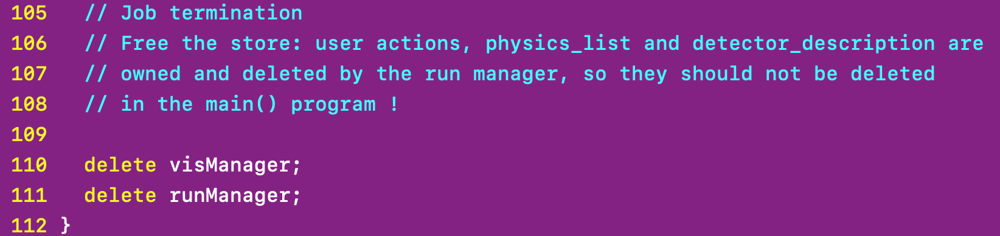 105   // Job termination
106   // Free the store: user actions, physics_list and detector_description are
107   // owned and deleted by the run manager, so they should not be deleted
108   // in the main() program !
109
110   delete visManager;
111   delete runManager;
112 }